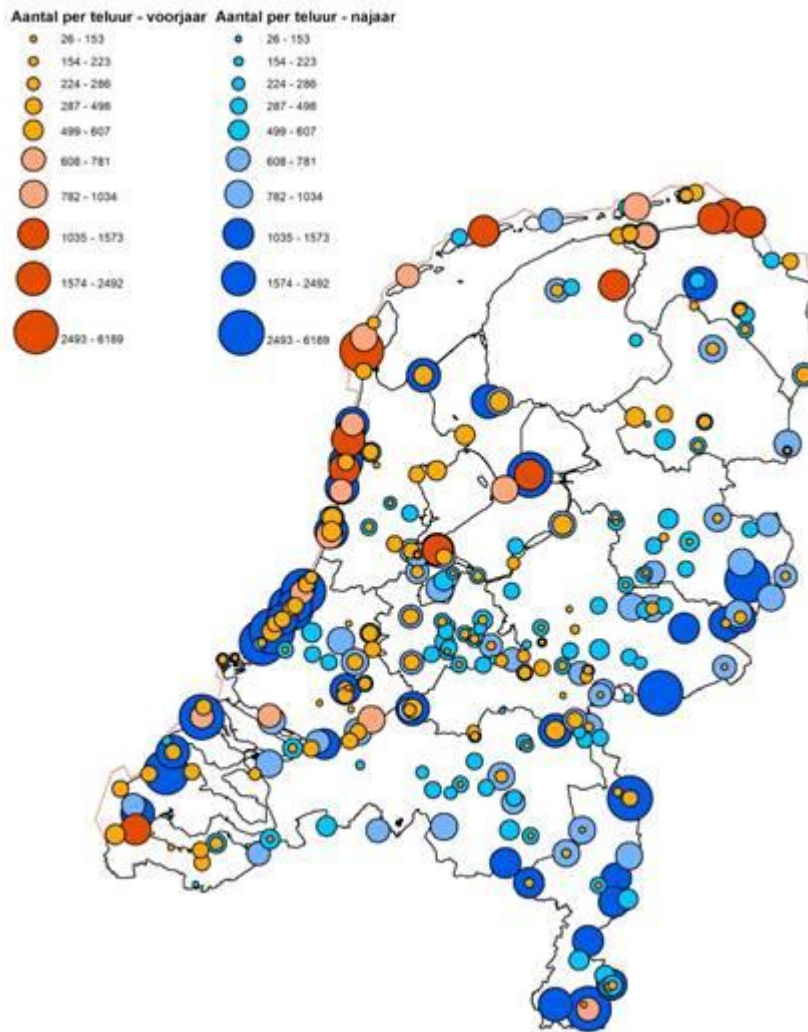 Aantal per teluur - voorjaar Aantal per teluur - najaar
26 - 153 26 - 153
154 - 223 154 - 223
224 - 286 224 - 286
287 - 498 287 - 498
499 - 607 499 - 607
608 - 781 608 - 781
782 - 1034 782 - 1034
1035 - 1573 1035 - 1573
1574 - 2492 1574 - 2492
2493 - 6189 2493 - 6189